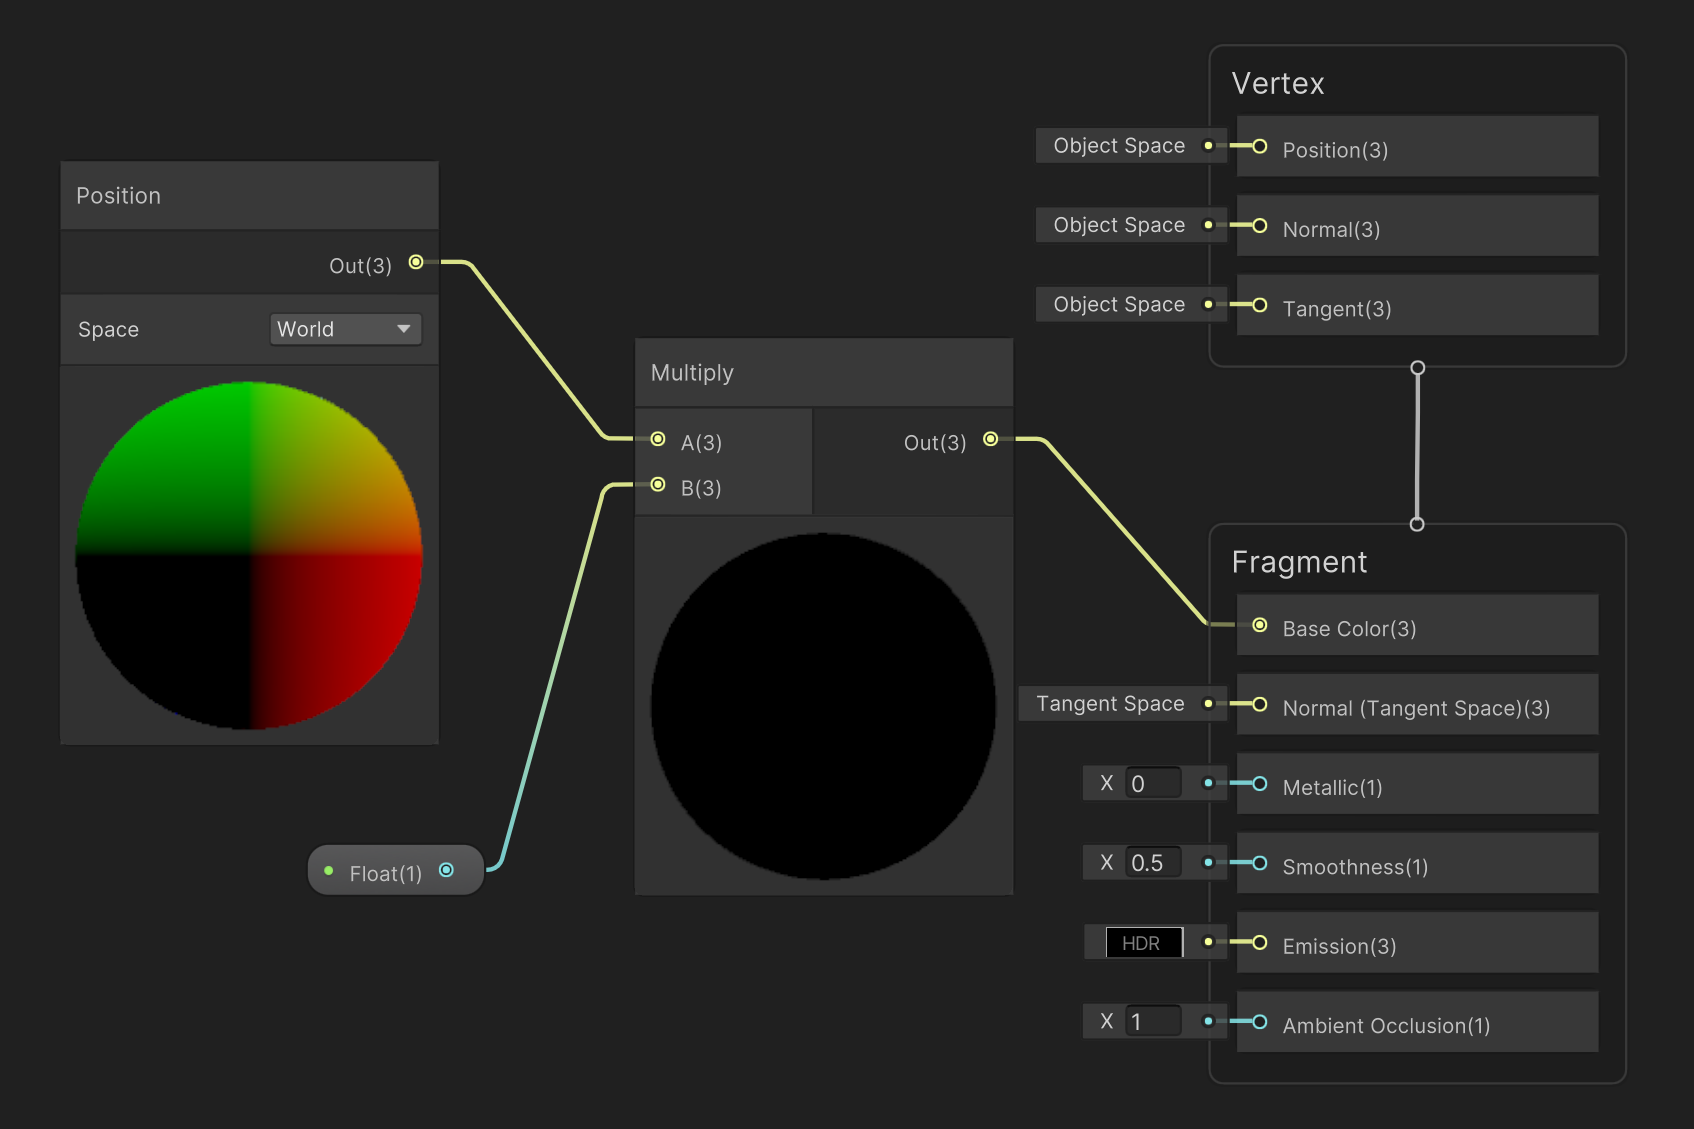 Position
Out(3)
Space
World
Float(1)
Multiply
A(3)
Out(3)
B(3)
Vertex
Object Space
Position(3)
Object Space
Normal(3)
Object Space
Tangent(3)
Fragment
Base Color(3)
Tangent Space
Normal (Tangent Space)(3)
X 0
Metallic(1)
X 0.5
Smoothness(1)
HDR
Emission(3)
X 1
Ambient Occlusion(1)